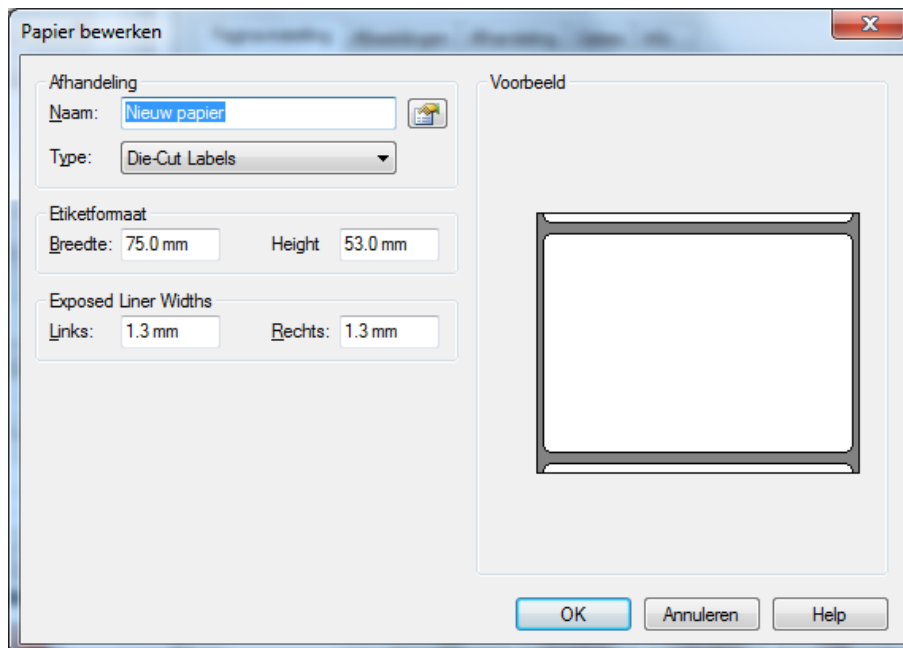 Papier bewerken
Afhandeling
Naam: Nieuw papier
Type: Die-Cut Labels
Etiketformaat
Breedte: 75.0 mm Height 53.0 mm
Exposed Liner Widths
Links: 1.3 mm Rechts: 1.3 mm
Voorbeeld
OK Annuleren Help